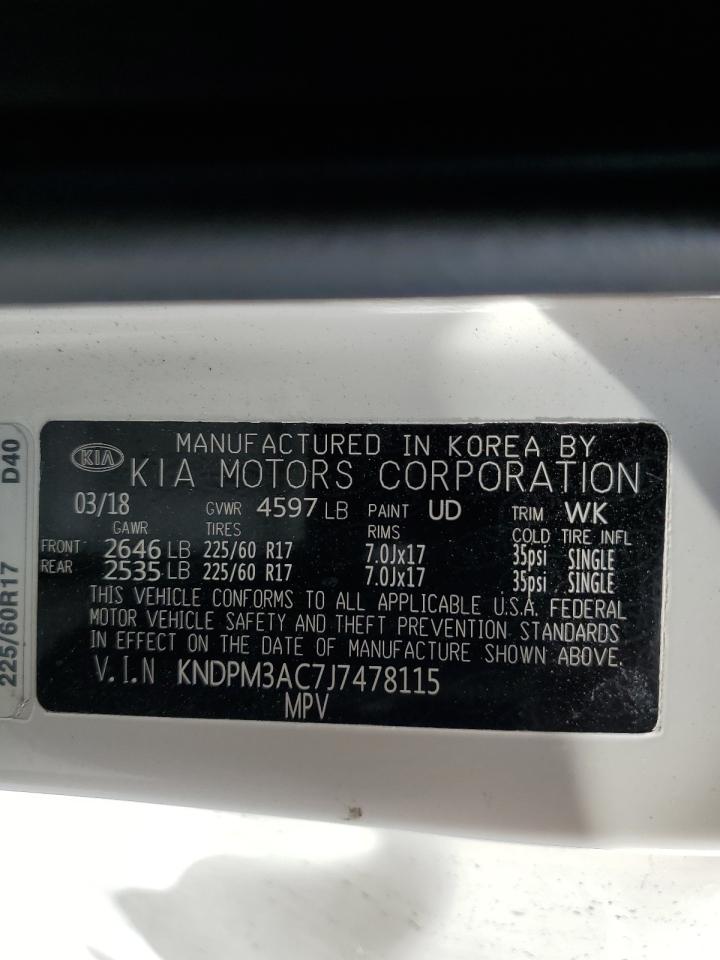 KIA
MANUFACTURED IN KOREA BY
KIA MOTORS CORPORATION
03/18 GVWR 4597 LB PAINT UD TRIM WK
GAWR TIRES RIMS COLD TIRE INFL
FRONT 2646 LB 225/60 R17 7.0Jx17 35psi SINGLE
REAR 2535 LB 225/60 R17 7.0Jx17 35psi SINGLE
THIS VEHICLE CONFORMS TO ALL APPLICABLE U.S.A. FEDERAL
MOTOR VEHICLE SAFETY AND THEFT PREVENTION STANDARDS
IN EFFECT ON THE DATE OF MANUFACTURE SHOWN ABOVE.
V.I.N KNDPM3AC7J7478115
MPV
225/60R17 D40